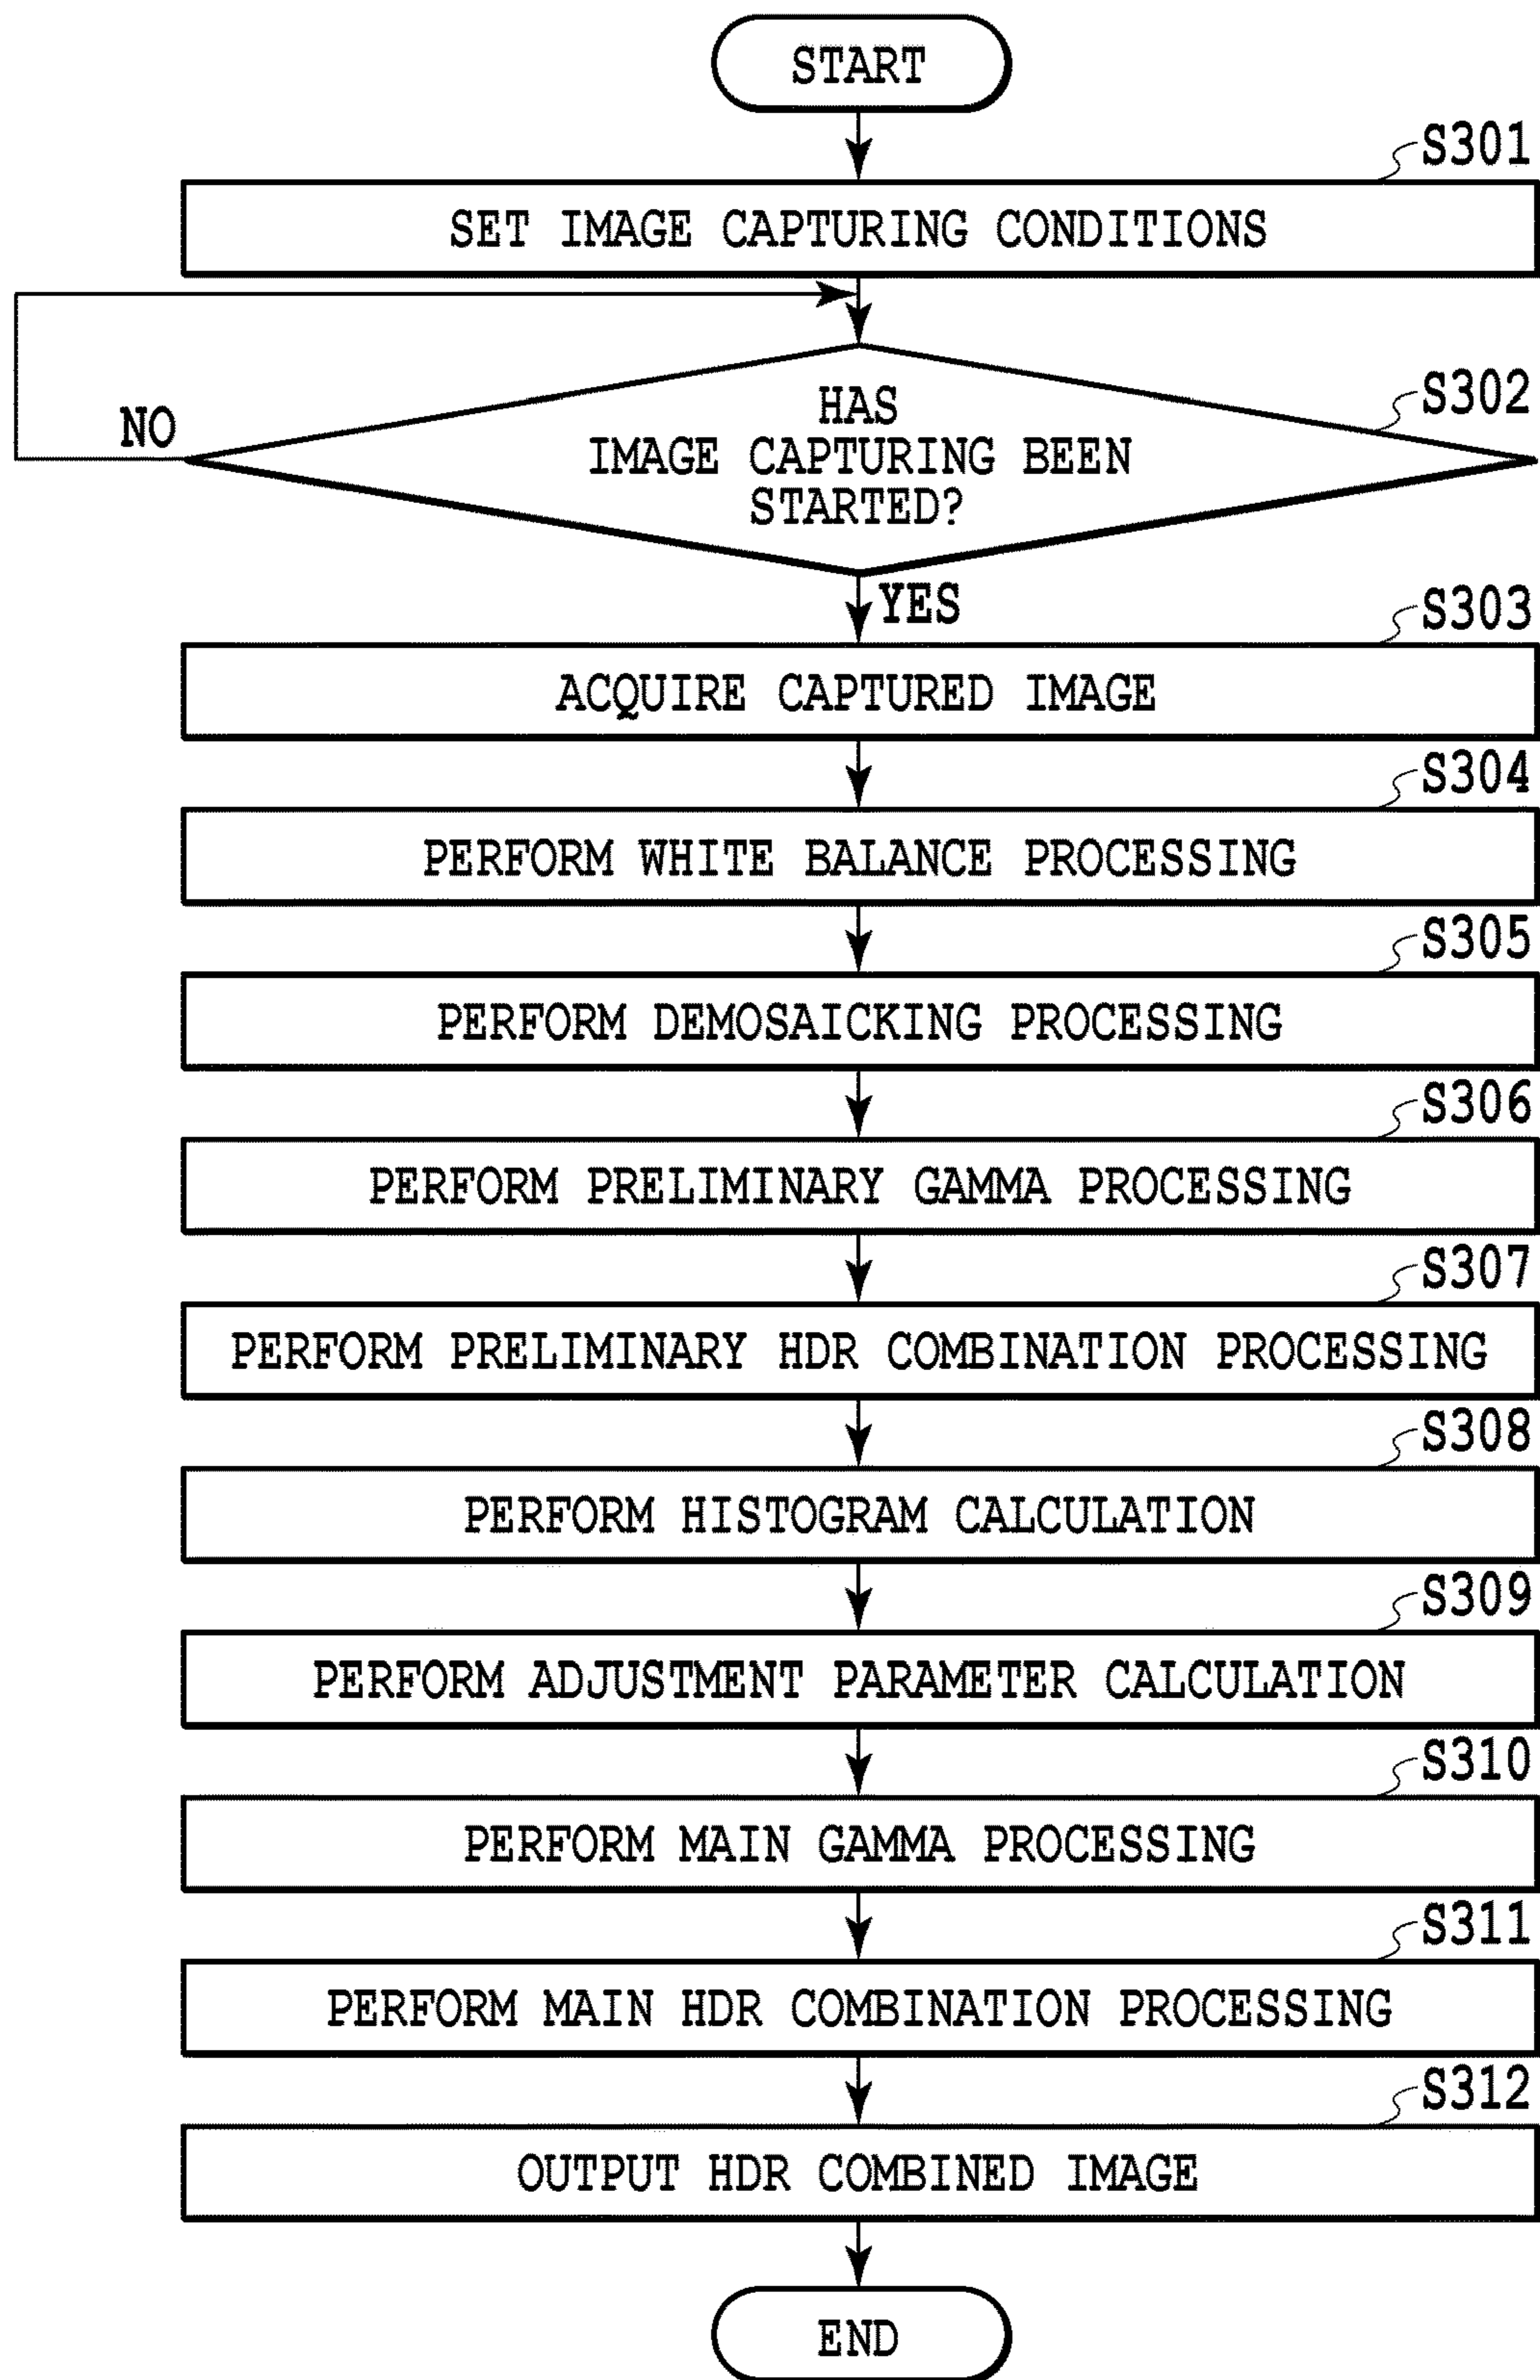 START
S301
SET IMAGE CAPTURING CONDITIONS
S302
HAS
IMAGE CAPTURING BEEN
STARTED?
NO
YES
S303
ACQUIRE CAPTURED IMAGE
S304
PERFORM WHITE BALANCE PROCESSING
S305
PERFORM DEMOSAICKING PROCESSING
S306
PERFORM PRELIMINARY GAMMA PROCESSING
S307
PERFORM PRELIMINARY HDR COMBINATION PROCESSING
S308
PERFORM HISTOGRAM CALCULATION
S309
PERFORM ADJUSTMENT PARAMETER CALCULATION
S310
PERFORM MAIN GAMMA PROCESSING
S311
PERFORM MAIN HDR COMBINATION PROCESSING
S312
OUTPUT HDR COMBINED IMAGE
END